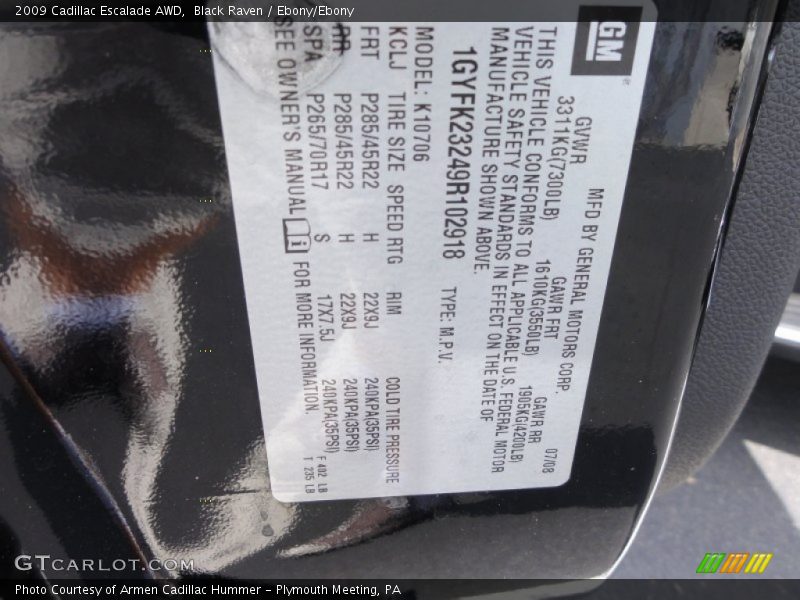 2009 Cadillac Escalade AWD, Black Raven / Ebony/Ebony
GM
MFD BY GENERAL MOTORS CORP. 07/08
GVWR GAWR FRT GAWR RR
3311KG(7300LB) 1610KG(3550LB) 1905KG(4200LB)
THIS VEHICLE CONFORMS TO ALL APPLICABLE U.S. FEDERAL MOTOR
VEHICLE SAFETY STANDARDS IN EFFECT ON THE DATE OF
MANUFACTURE SHOWN ABOVE.
1GYFK23249R102918 TYPE: M.P.V.
MODEL: K10706
KCLJ TIRE SIZE SPEED RTG RIM COLD TIRE PRESSURE
FRT P285/45R22 H 22X9J 240KPA(35PSI)
RR P285/45R22 H 22X9J 240KPA(35PSI)
SPA P265/70R17 S 17X7.5J 240KPA(35PSI)
SEE OWNER'S MANUAL i FOR MORE INFORMATION.
F 402 LB
T 235 LB
GTCARLOT.COM
Photo Courtesy of Armen Cadillac Hummer – Plymouth Meeting, PA